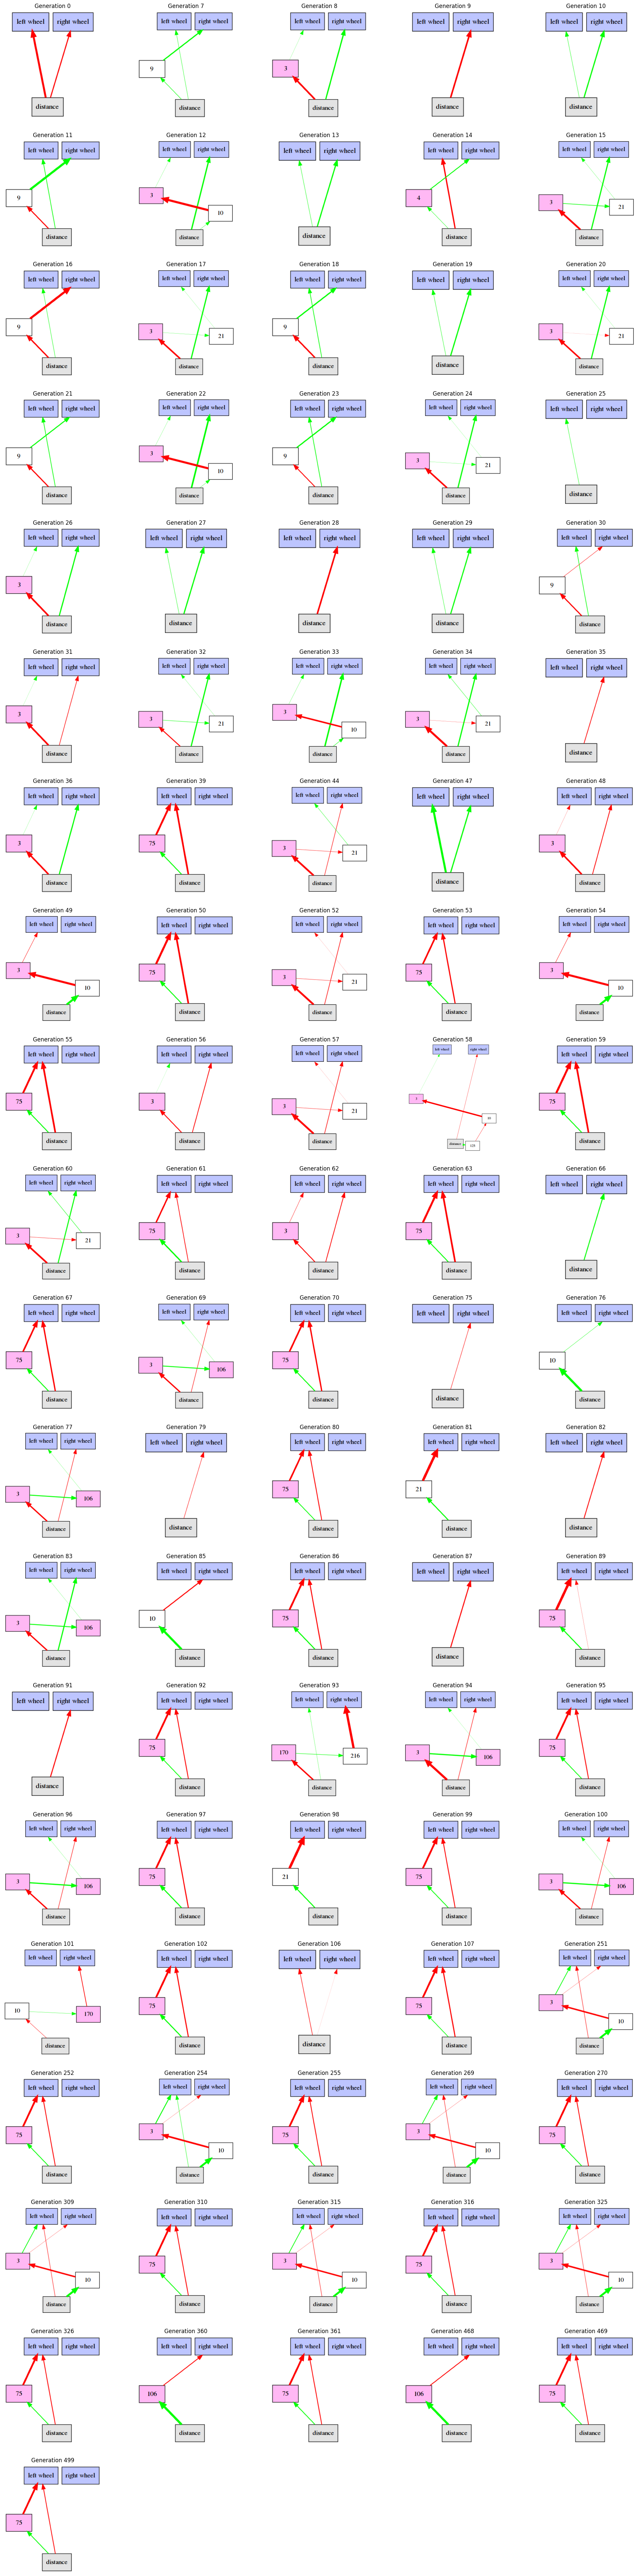 Generation 0
left wheel right wheel
distance
Generation 7
left wheel right wheel
9
distance
Generation 8
left wheel right wheel
3
distance
Generation 9
left wheel right wheel
distance
Generation 10
left wheel right wheel
distance
Generation 11
left wheel right wheel
9
distance
Generation 12
left wheel right wheel
3
10
distance
Generation 13
left wheel right wheel
distance
Generation 14
left wheel right wheel
4
distance
Generation 15
left wheel right wheel
3
21
distance
Generation 16
left wheel right wheel
9
distance
Generation 17
left wheel right wheel
3
21
distance
Generation 18
left wheel right wheel
9
distance
Generation 19
left wheel right wheel
distance
Generation 20
left wheel right wheel
3
21
distance
Generation 21
left wheel right wheel
9
distance
Generation 22
left wheel right wheel
3
10
distance
Generation 23
left wheel right wheel
9
distance
Generation 24
left wheel right wheel
3
21
distance
Generation 25
left wheel right wheel
distance
Generation 26
left wheel right wheel
3
distance
Generation 27
left wheel right wheel
distance
Generation 28
left wheel right wheel
distance
Generation 29
left wheel right wheel
distance
Generation 30
left wheel right wheel
9
distance
Generation 31
left wheel right wheel
3
distance
Generation 32
left wheel right wheel
3
21
distance
Generation 33
left wheel right wheel
3
10
distance
Generation 34
left wheel right wheel
3
21
distance
Generation 35
left wheel right wheel
distance
Generation 36
left wheel right wheel
3
distance
Generation 39
left wheel right wheel
75
distance
Generation 44
left wheel right wheel
3
21
distance
Generation 47
left wheel right wheel
distance
Generation 48
left wheel right wheel
3
distance
Generation 49
left wheel right wheel
3
10
distance
Generation 50
left wheel right wheel
75
distance
Generation 52
left wheel right wheel
3
21
distance
Generation 53
left wheel right wheel
75
distance
Generation 54
left wheel right wheel
3
10
distance
Generation 55
left wheel right wheel
75
distance
Generation 56
left wheel right wheel
3
distance
Generation 57
left wheel right wheel
3
21
distance
Generation 58
left wheel right wheel
distance
Generation 59
left wheel right wheel
75
distance
Generation 60
left wheel right wheel
3
21
distance
Generation 61
left wheel right wheel
75
distance
Generation 62
left wheel right wheel
3
distance
Generation 63
left wheel right wheel
75
distance
Generation 66
left wheel right wheel
distance
Generation 67
left wheel right wheel
75
distance
Generation 69
left wheel right wheel
3
106
distance
Generation 70
left wheel right wheel
75
distance
Generation 75
left wheel right wheel
distance
Generation 76
left wheel right wheel
10
distance
Generation 77
left wheel right wheel
3
106
distance
Generation 79
left wheel right wheel
distance
Generation 80
left wheel right wheel
75
distance
Generation 81
left wheel right wheel
21
distance
Generation 82
left wheel right wheel
distance
Generation 83
left wheel right wheel
3
106
distance
Generation 85
left wheel right wheel
10
distance
Generation 86
left wheel right wheel
75
distance
Generation 87
left wheel right wheel
distance
Generation 89
left wheel right wheel
75
distance
Generation 91
left wheel right wheel
distance
Generation 92
left wheel right wheel
75
distance
Generation 93
left wheel right wheel
170
216
distance
Generation 94
left wheel right wheel
3
106
distance
Generation 95
left wheel right wheel
75
distance
Generation 96
left wheel right wheel
3
106
distance
Generation 97
left wheel right wheel
75
distance
Generation 98
left wheel right wheel
21
distance
Generation 99
left wheel right wheel
75
distance
Generation 100
left wheel right wheel
3
106
distance
Generation 101
left wheel right wheel
10
170
distance
Generation 102
left wheel right wheel
75
distance
Generation 106
left wheel right wheel
distance
Generation 107
left wheel right wheel
75
distance
Generation 251
left wheel right wheel
3
10
distance
Generation 252
left wheel right wheel
75
distance
Generation 254
left wheel right wheel
3
10
distance
Generation 255
left wheel right wheel
75
distance
Generation 269
left wheel right wheel
3
10
distance
Generation 270
left wheel right wheel
75
distance
Generation 309
left wheel right wheel
3
10
distance
Generation 310
left wheel right wheel
75
distance
Generation 315
left wheel right wheel
3
10
distance
Generation 316
left wheel right wheel
75
distance
Generation 325
left wheel right wheel
3
10
distance
Generation 326
left wheel right wheel
75
distance
Generation 360
left wheel right wheel
106
distance
Generation 361
left wheel right wheel
75
distance
Generation 468
left wheel right wheel
106
distance
Generation 469
left wheel right wheel
75
distance
Generation 499
left wheel right wheel
75
distance